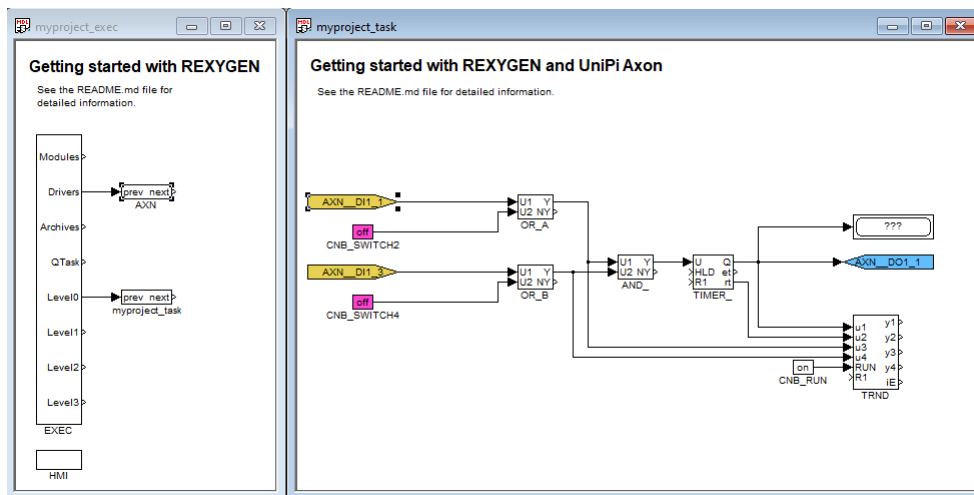 myproject_exec
Getting started with REXYGEN
See the README.md file for
detailed information.
Modules
Drivers
prev next
AXN
Archives
QTask
Level0
prev next
myproject_task
Level1
Level2
Level3
EXEC
HMI
myproject_task
Getting started with REXYGEN and UniPi Axon
See the README.md file for detailed information.
AXN__DI1_1
off
CNB_SWITCH2
U1 Y
U2 NY
OR_A
AXN__DI1_3
off
CNB_SWITCH4
U1 Y
U2 NY
OR_B
U1 Y
U2 NY
AND_
U Q
HLD et
R1 rt
TIMER_
???
AXN__DO1_1
on
CNB_RUN
u1 y1
u2 y2
u3 y3
u4
RUN y4
R1 iE
TRND